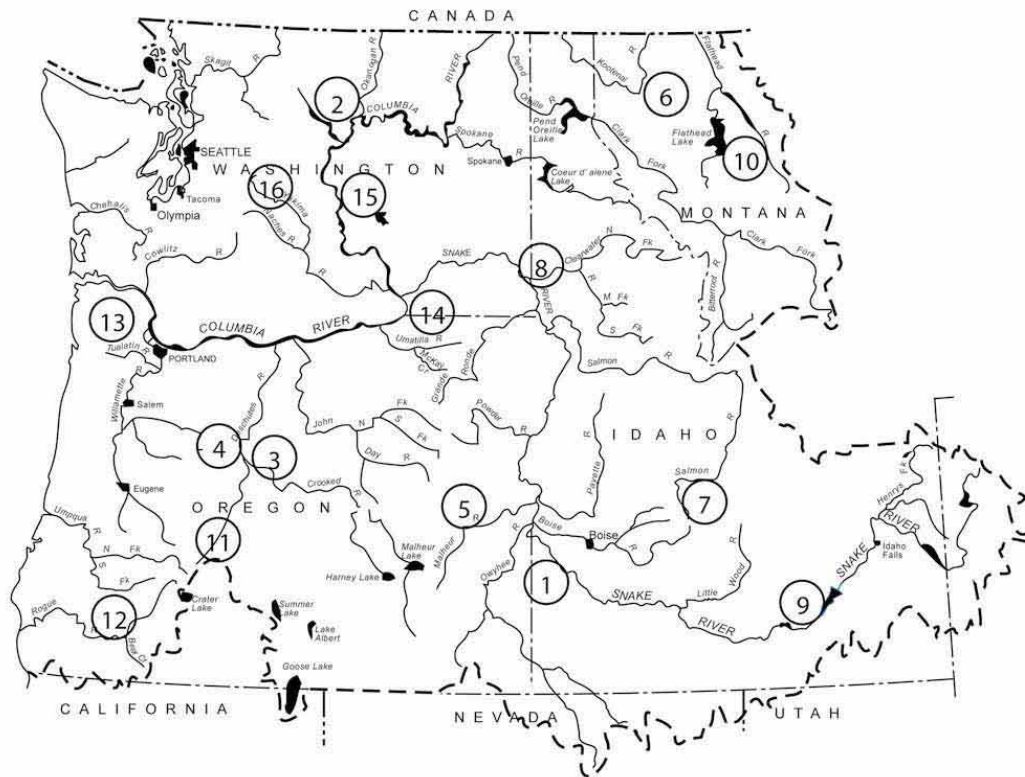 CANADA
Skagit R
Okanogan R
COLUMBIA RIVER
Pend Oreille R
Kootenai R
Flathead R
2
6
SEATTLE
WASHINGTON
Spokane R
Spokane
Pend Oreille Lake
Clark Fork
Flathead Lake
10
Tacoma
Olympia
16
15
Yakima R
Naches R
Coeur d' alene Lake
MONTANA
Chehalis R
Cowlitz R
SNAKE RIVER
8
Clearwater
N Fk
M Fk
S Fk
Bitterroot R
Clark Fork
13
COLUMBIA RIVER
14
Tualatin R
PORTLAND
Umatilla R
McKay Cr
Grande Ronde R
Salmon R
Willamette R
Salem
Deschutes R
John Day R
N Fk
S Fk
Powder R
Payette R
IDAHO
4
3
Crooked R
Salmon R
7
Eugene
OREGON
5
Malheur R
Boise R
Boise
Henrys Fk
Umpqua R
N Fk
S Fk
11
Malheur Lake
Harney Lake
Owyhee R
1
SNAKE RIVER
Little Wood R
9
SNAKE RIVER
Idaho Falls
Rogue R
12
Bear Cr
Crater Lake
Summer Lake
Lake Albert
Goose Lake
CALIFORNIA
NEVADA
UTAH